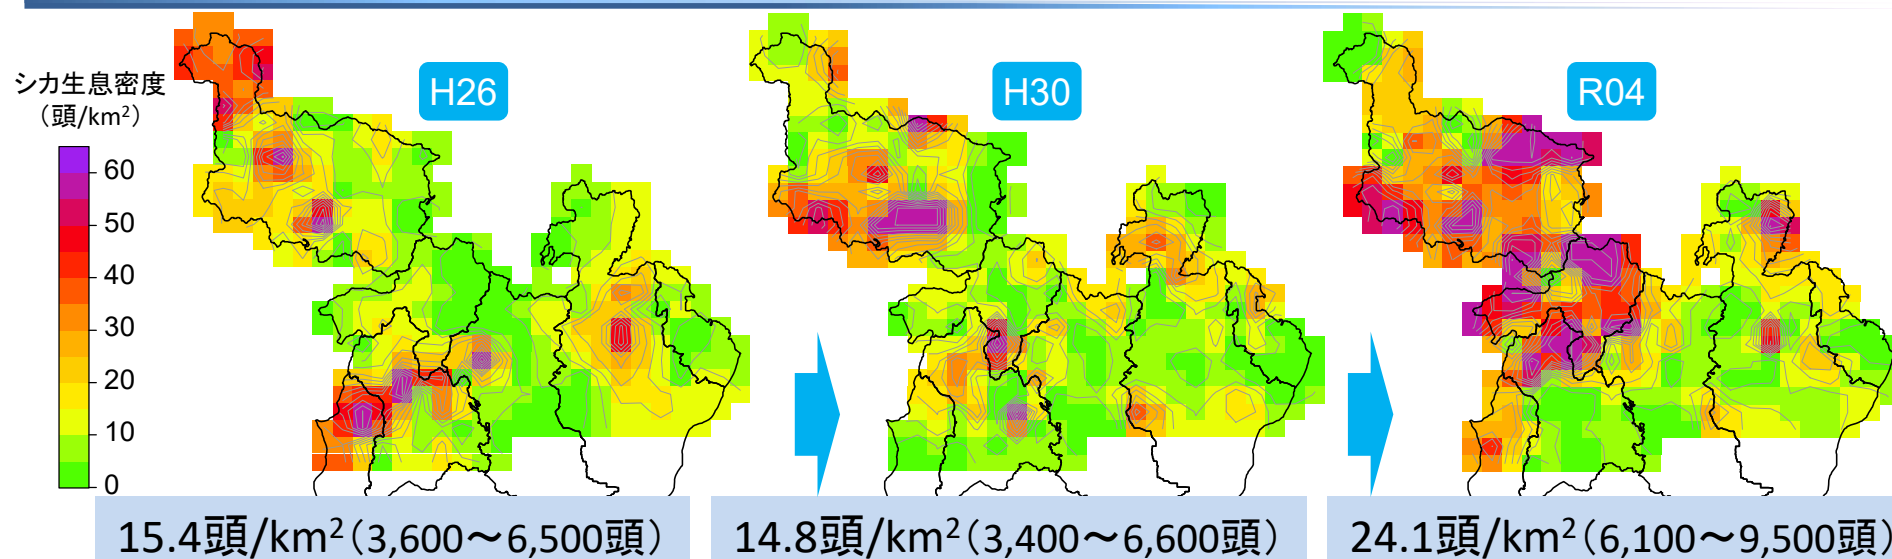 シカ生息密度
（頭/km²）
60
50
40
30
20
10
0
H26
H30
R04
15.4頭/km²（3,600～6,500頭）
14.8頭/km²（3,400～6,600頭）
24.1頭/km²（6,100～9,500頭）